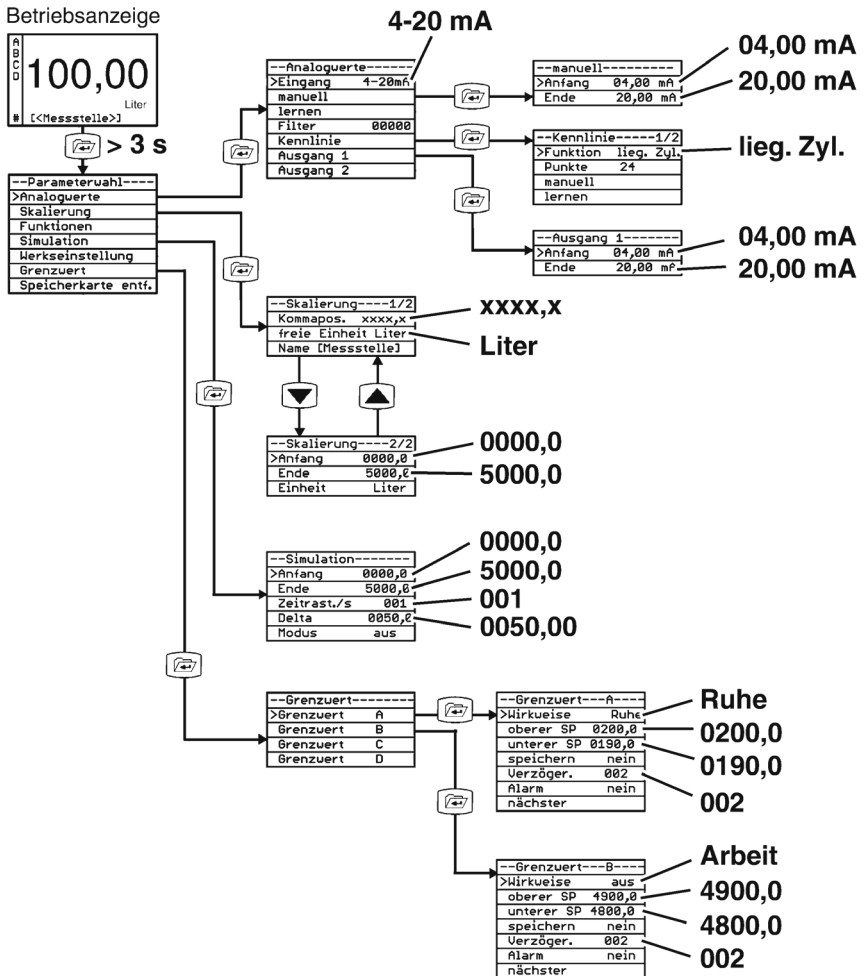 Betriebsanzeige
A
B
C
D
100,00
Liter
# [<Messstelle>]
> 3 s
--Parameterwahl----
>Analogwerte
Skalierung
Funktionen
Simulation
Werkseinstellung
Grenzwert
Speicherkarte entf.
4-20 mA
--Analogwerte------
>Eingang 4-20mA
manuell
lernen
Filter 00000
Kennlinie
Ausgang 1
Ausgang 2
--manuell----------
>Anfang 04,00 mA
Ende 20,00 mA
04,00 mA
20,00 mA
--Kennlinie-----1/2
>Funktion lieg. Zyl.
Punkte 24
manuell
lernen
lieg. Zyl.
--Ausgang 1-------
>Anfang 04,00 mA
Ende 20,00 mA
04,00 mA
20,00 mA
--Skalierung----1/2
Kommapos. xxxx,x
freie Einheit Liter
Name [Messstelle]
xxxx,x
Liter
--Skalierung----2/2
>Anfang 0000,0
Ende 5000,0
Einheit Liter
0000,0
5000,0
--Simulation-------
>Anfang 0000,0
Ende 5000,0
Zeitrast./s 001
Delta 0050,0
Modus aus
0000,0
5000,0
001
0050,00
--Grenzwert--------
>Grenzwert A
Grenzwert B
Grenzwert C
Grenzwert D
--Grenzwert---A----
>Wirkweise Ruhe
oberer SP 0200,0
unterer SP 0190,0
speichern nein
Verzöger. 002
Alarm nein
nächster
Ruhe
0200,0
0190,0
002
--Grenzwert---B----
>Wirkweise aus
oberer SP 4900,0
unterer SP 4800,0
speichern nein
Verzöger. 002
Alarm nein
nächster
Arbeit
4900,0
4800,0
002